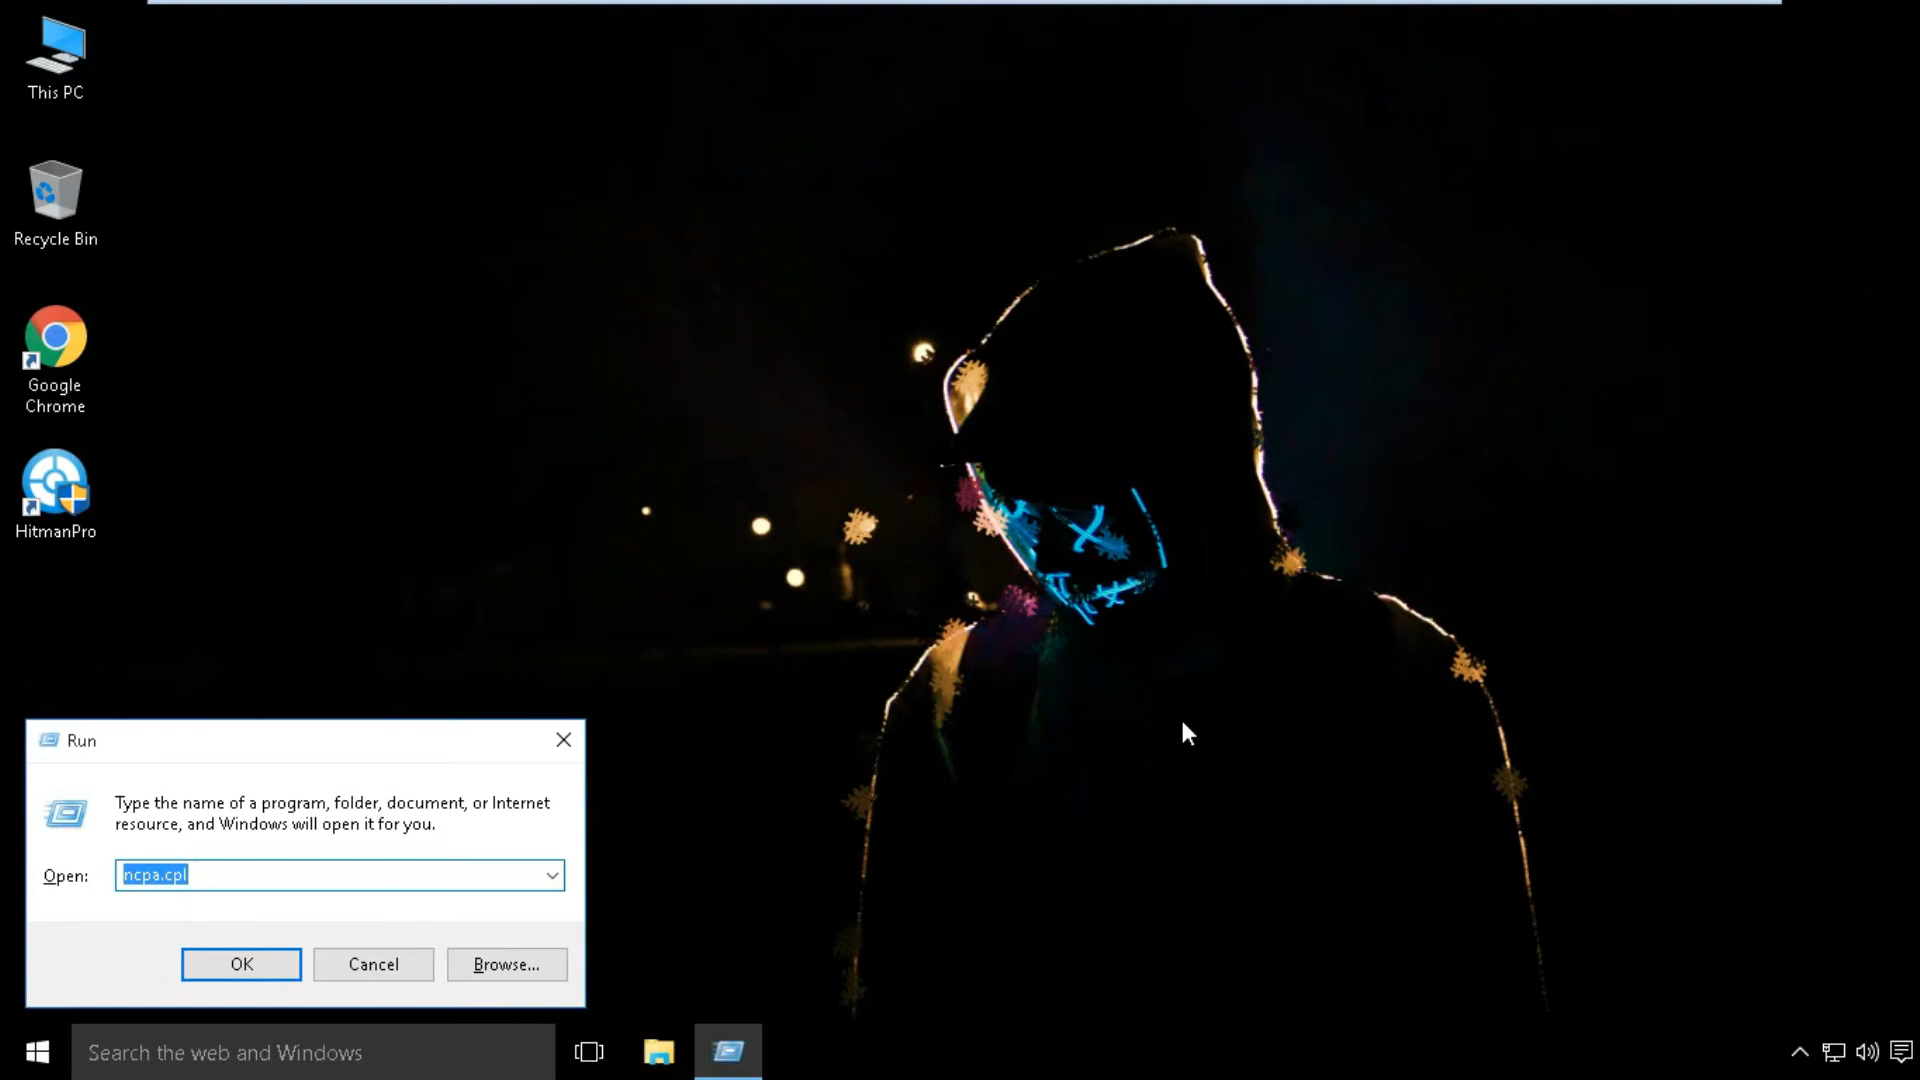 This PC
Recycle Bin
Google
Chrome
HitmanPro
Run
Type the name of a program, folder, document, or Internet
resource, and Windows will open it for you.
Open:
ncpa.cpl
OK
Cancel
Browse...
Search the web and Windows